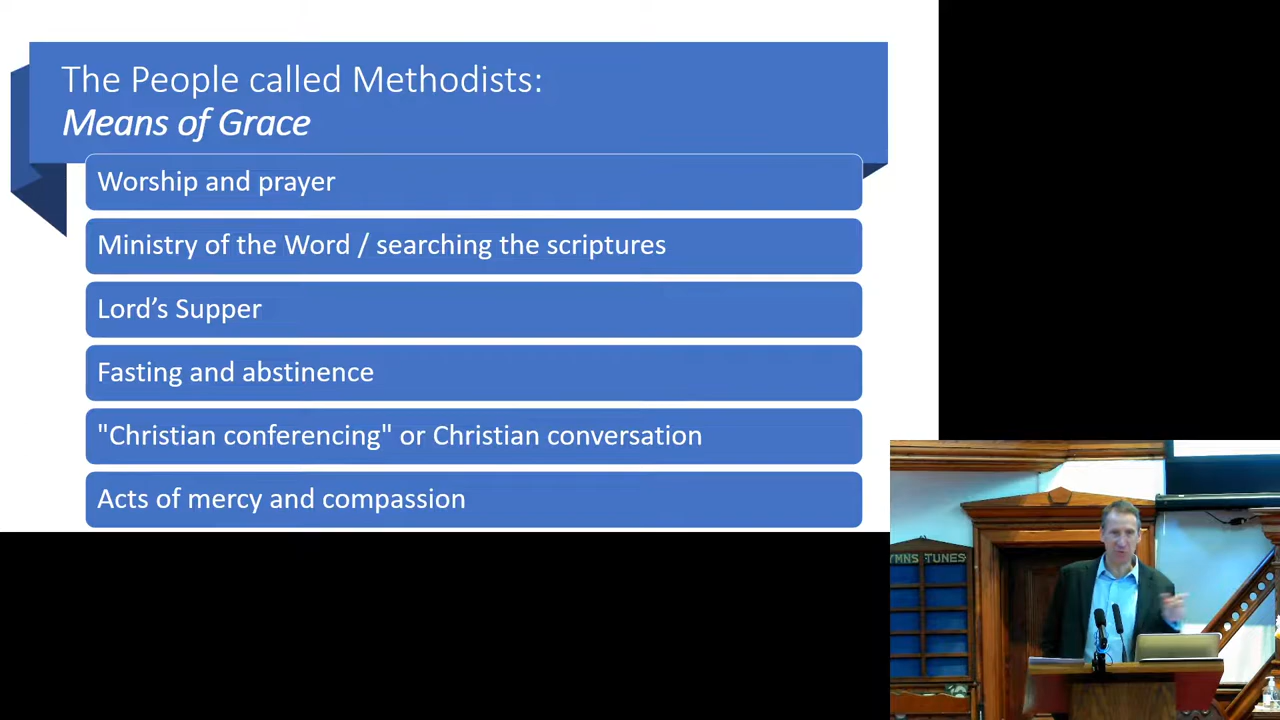 The People called Methodists:
Means of Grace
Worship and prayer
Ministry of the Word / searching the scriptures
Lord’s Supper
Fasting and abstinence
"Christian conferencing" or Christian conversation
Acts of mercy and compassion
TUNES